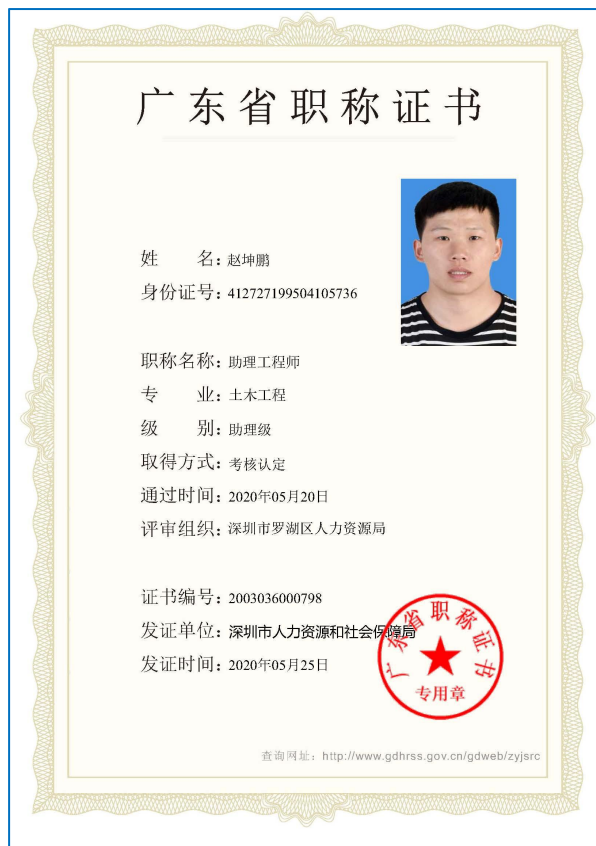 广东省职称证书
姓 名：赵坤鹏
身份证号：412727199504105736
职称名称：助理工程师
专 业：土木工程
级 别：助理级
取得方式：考核认定
通过时间：2020年05月20日
评审组织：深圳市罗湖区人力资源局
证书编号：2003036000798
发证单位：深圳市人力资源和社会保障局
发证时间：2020年05月25日
广东省职称证书
专用章
查询网址：http://www.gdhrss.gov.cn/gdweb/zyjsrc